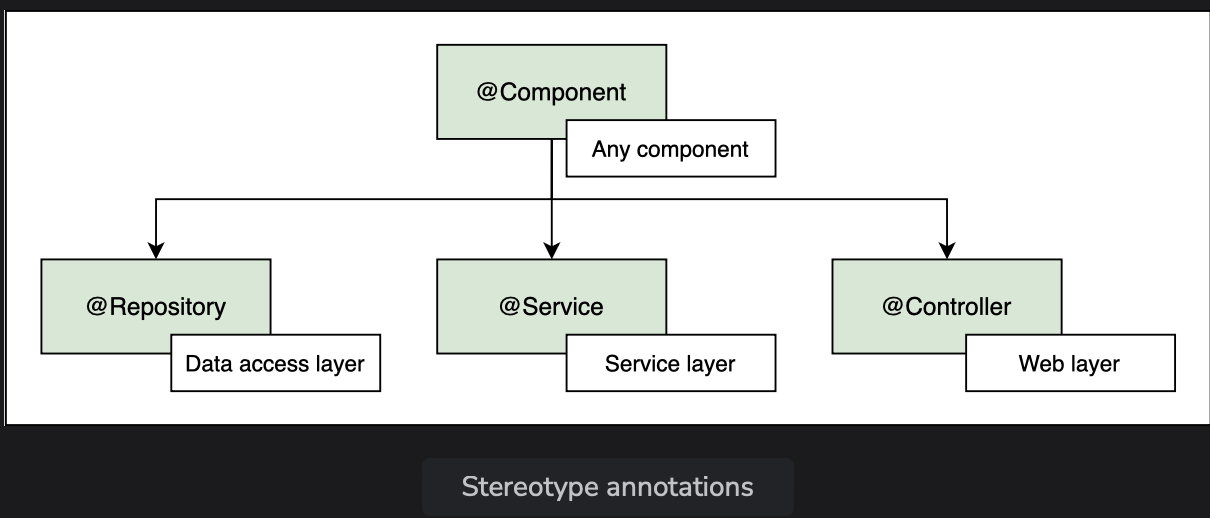 @Component
Any component
@Repository
Data access layer
@Service
Service layer
@Controller
Web layer
Stereotype annotations